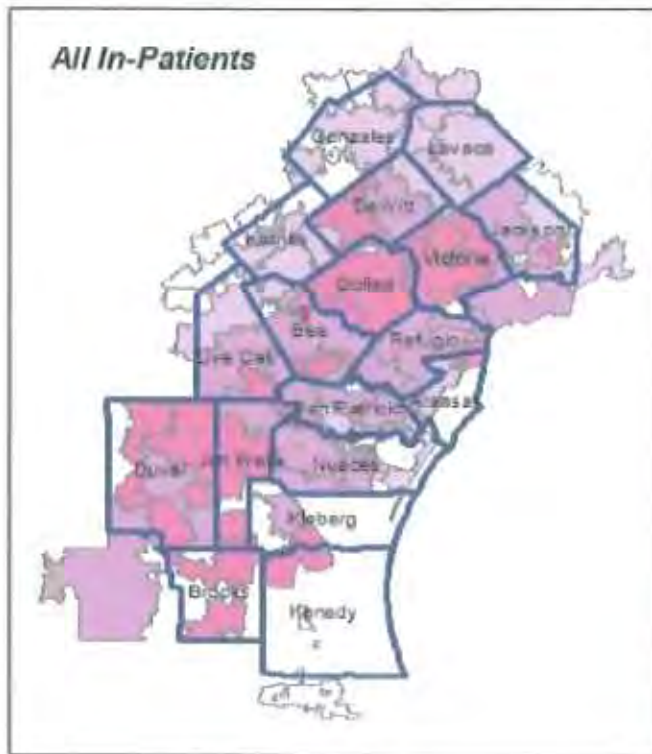 All In-Patients
Gonzales
Lavaca
DeWitt
Jackson
Karnes
Victoria
Goliad
Bee
Refugio
Live Oak
San Patricio
Aransas
Duval
Jim Wells
Nueces
Kleberg
Brooks
Kenedy